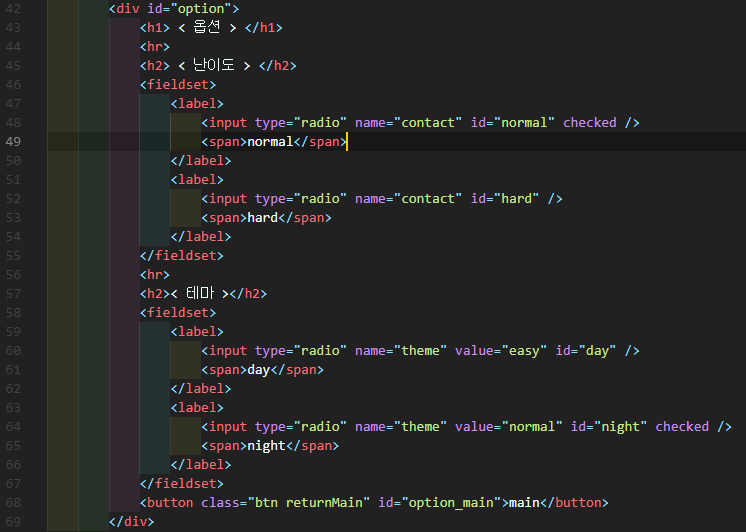 42 <div id="option">
43 <h1> < 옵션 > </h1>
44 <hr>
45 <h2> < 난이도 > </h2>
46 <fieldset>
47 <label>
48 <input type="radio" name="contact" id="normal" checked />
49 <span>normal</span>
50 </label>
51 <label>
52 <input type="radio" name="contact" id="hard" />
53 <span>hard</span>
54 </label>
55 </fieldset>
56 <hr>
57 <h2>< 테마 ></h2>
58 <fieldset>
59 <label>
60 <input type="radio" name="theme" value="easy" id="day" />
61 <span>day</span>
62 </label>
63 <label>
64 <input type="radio" name="theme" value="normal" id="night" checked />
65 <span>night</span>
66 </label>
67 </fieldset>
68 <button class="btn returnMain" id="option_main">main</button>
69 </div>